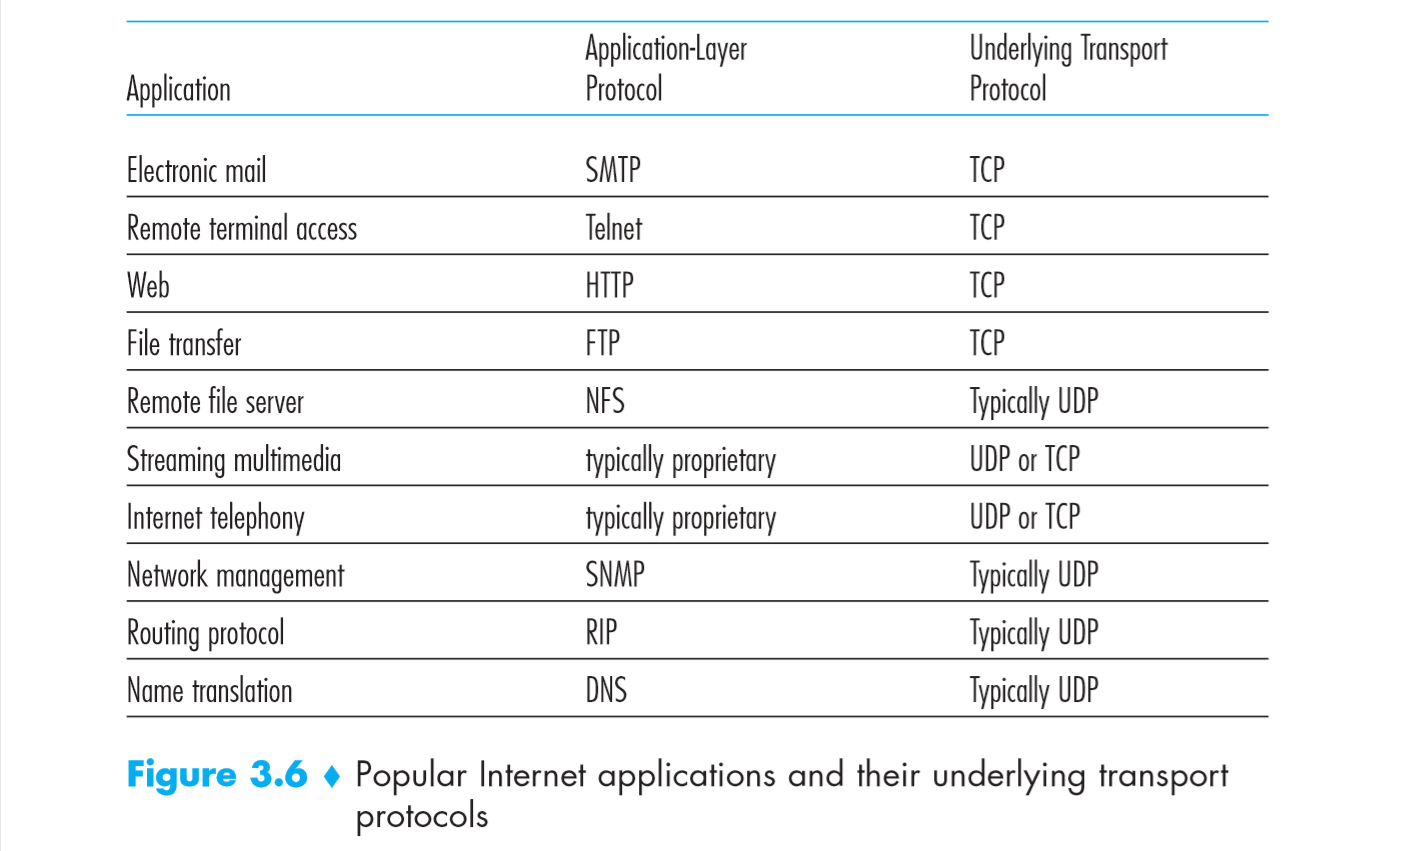 Application-Layer Underlying Transport
Application Protocol Protocol
Electronic mail SMTP TCP
Remote terminal access Telnet TCP
Web HTTP TCP
File transfer FTP TCP
Remote file server NFS Typically UDP
Streaming multimedia typically proprietary UDP or TCP
Internet telephony typically proprietary UDP or TCP
Network management SNMP Typically UDP
Routing protocol RIP Typically UDP
Name translation DNS Typically UDP
Figure 3.6 ♦ Popular Internet applications and their underlying transport
protocols